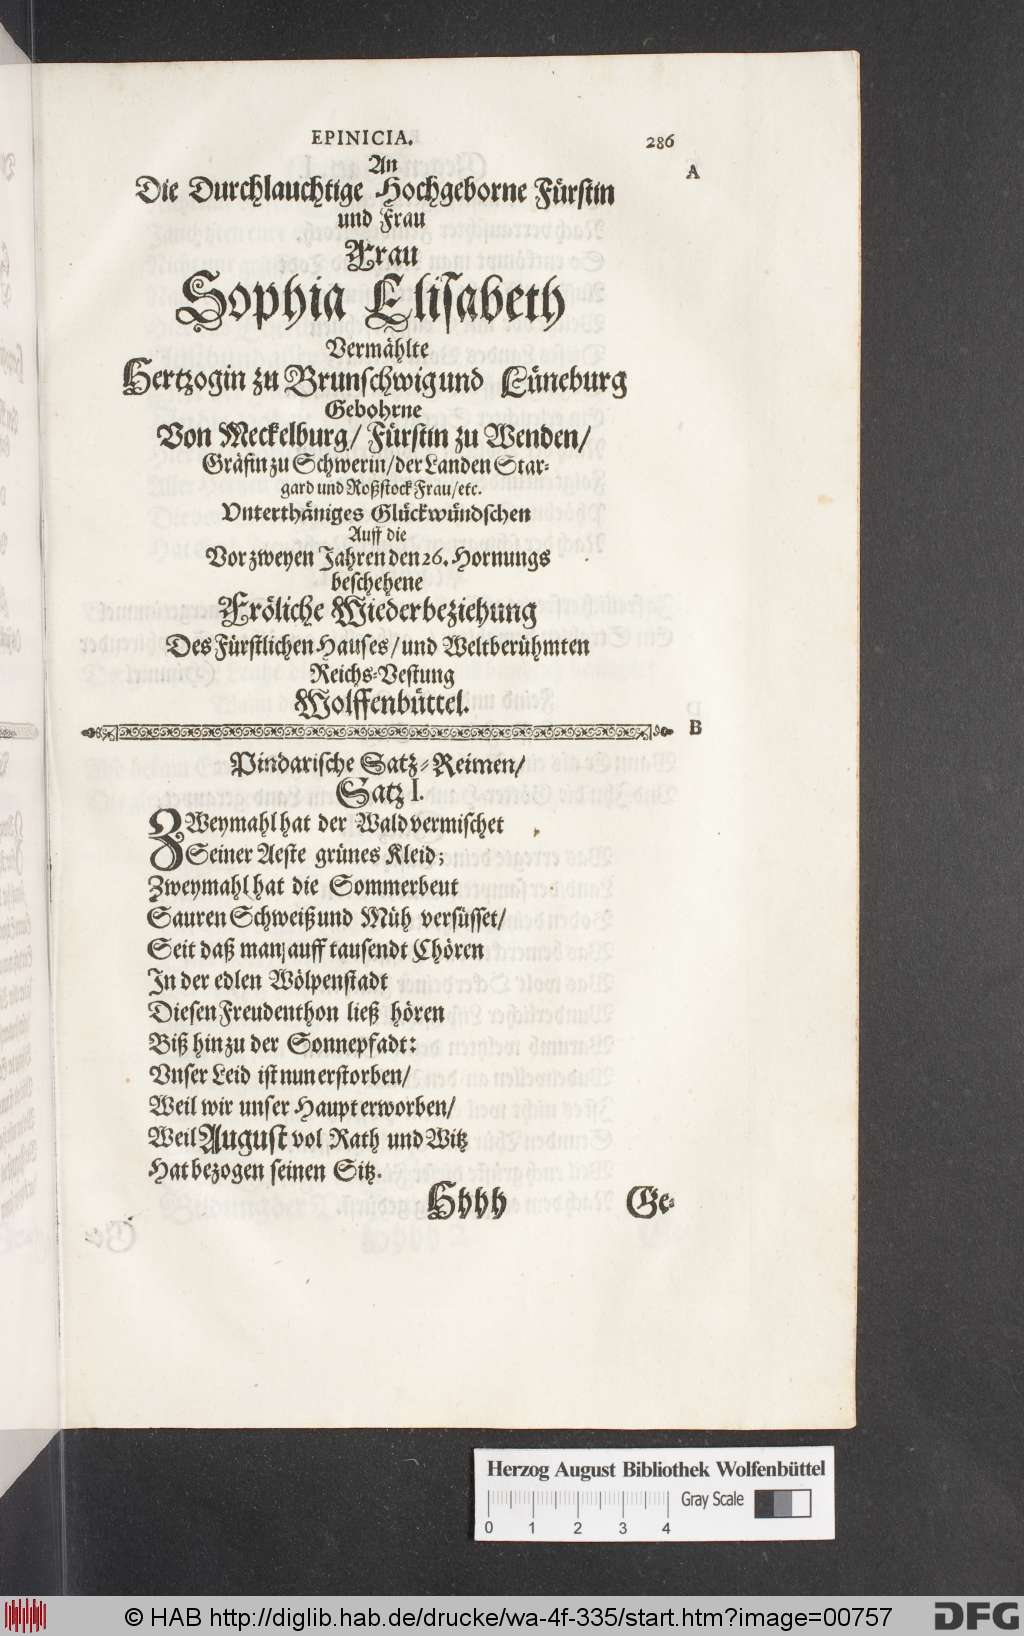 EPINICIA. 286
An
A
Die Durchlauchtige Hochgeborne Fürstin
und Frau
Frau
Sophia Elisabeth
Vermählte
Hertzogin zu Brunschwig und Lüneburg
Gebohrne
Von Meckelburg/ Fürstin zu Wenden/
Gräfin zu Schwerin/ der Landen Star-
gard und Roßstock Frau/ etc.
Vnterthäniges Glückwündschen
Auff die
Vor zweyen Jahren den 26. Hornungs
beschehene
Fröliche Wiederbeziehung
Des Fürstlichen Hauses/ und Weltberühmten
Reichs-Vestung
Wolffenbüttel.
B
Pindarische Satz-Reimen/
Satz I.
ZWeymahl hat der Wald vermischet
Seiner Aeste grünes Kleid;
Zweymahl hat die Sommerbeut
Sauren Schweiß und Müh versüsset/
Seit daß man auff tausendt Chören
In der edlen Wölpenstadt
Diesen Freudenthon ließ hören
Biß hin zu der Sonnepfadt:
Vnser Leid ist nun erstorben/
Weil wir unser Haupt erworben/
Weil August vol Rath und Witz
Hat bezogen seinen Sitz.
Hhhh Ge-
Herzog August Bibliothek Wolfenbüttel
Gray Scale
0 1 2 3 4
© HAB http://diglib.hab.de/drucke/wa-4f-335/start.htm?image=00757
DFG